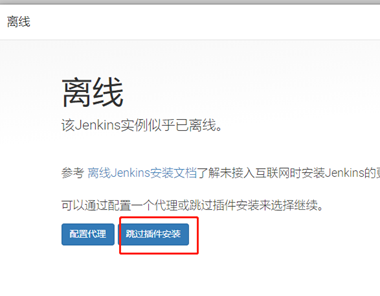 离线
离线
该Jenkins实例似乎已离线。
参考 离线Jenkins安装文档了解未接入互联网时安装Jenkins的
可以通过配置一个代理或跳过插件安装来选择继续。
配置代理 跳过插件安装